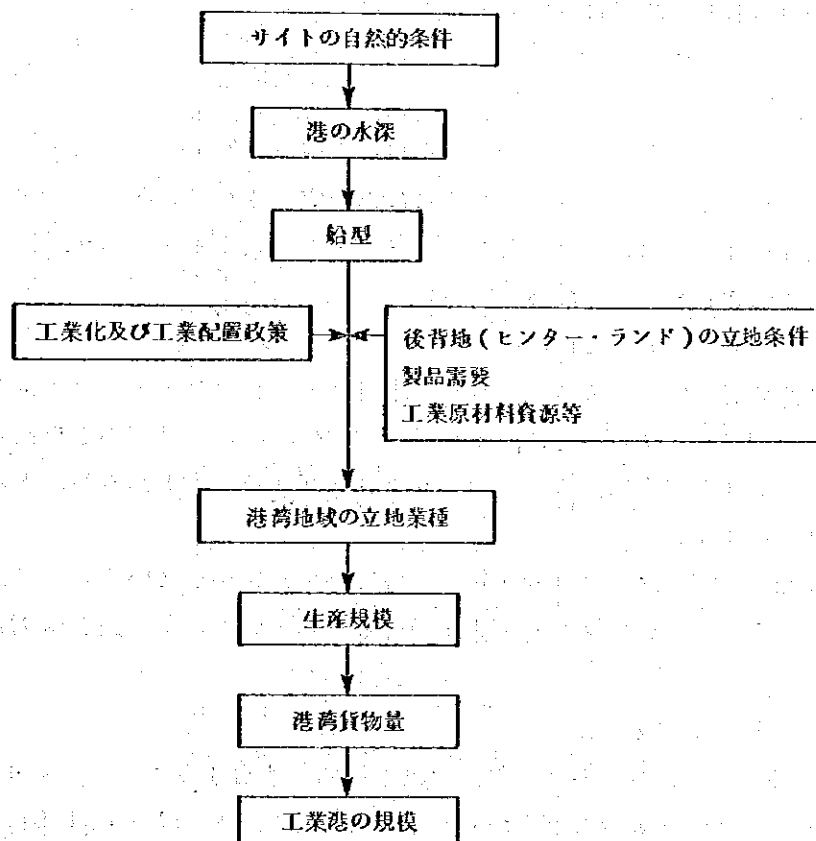 サイトの自然的条件
港の水深
船型
工業化及び工業配置政策
後背地(ヒンター・ランド)の立地条件
製品需要
工業原材料資源等
港湾地域の立地業種
生産規模
港湾貨物量
工業港の規模